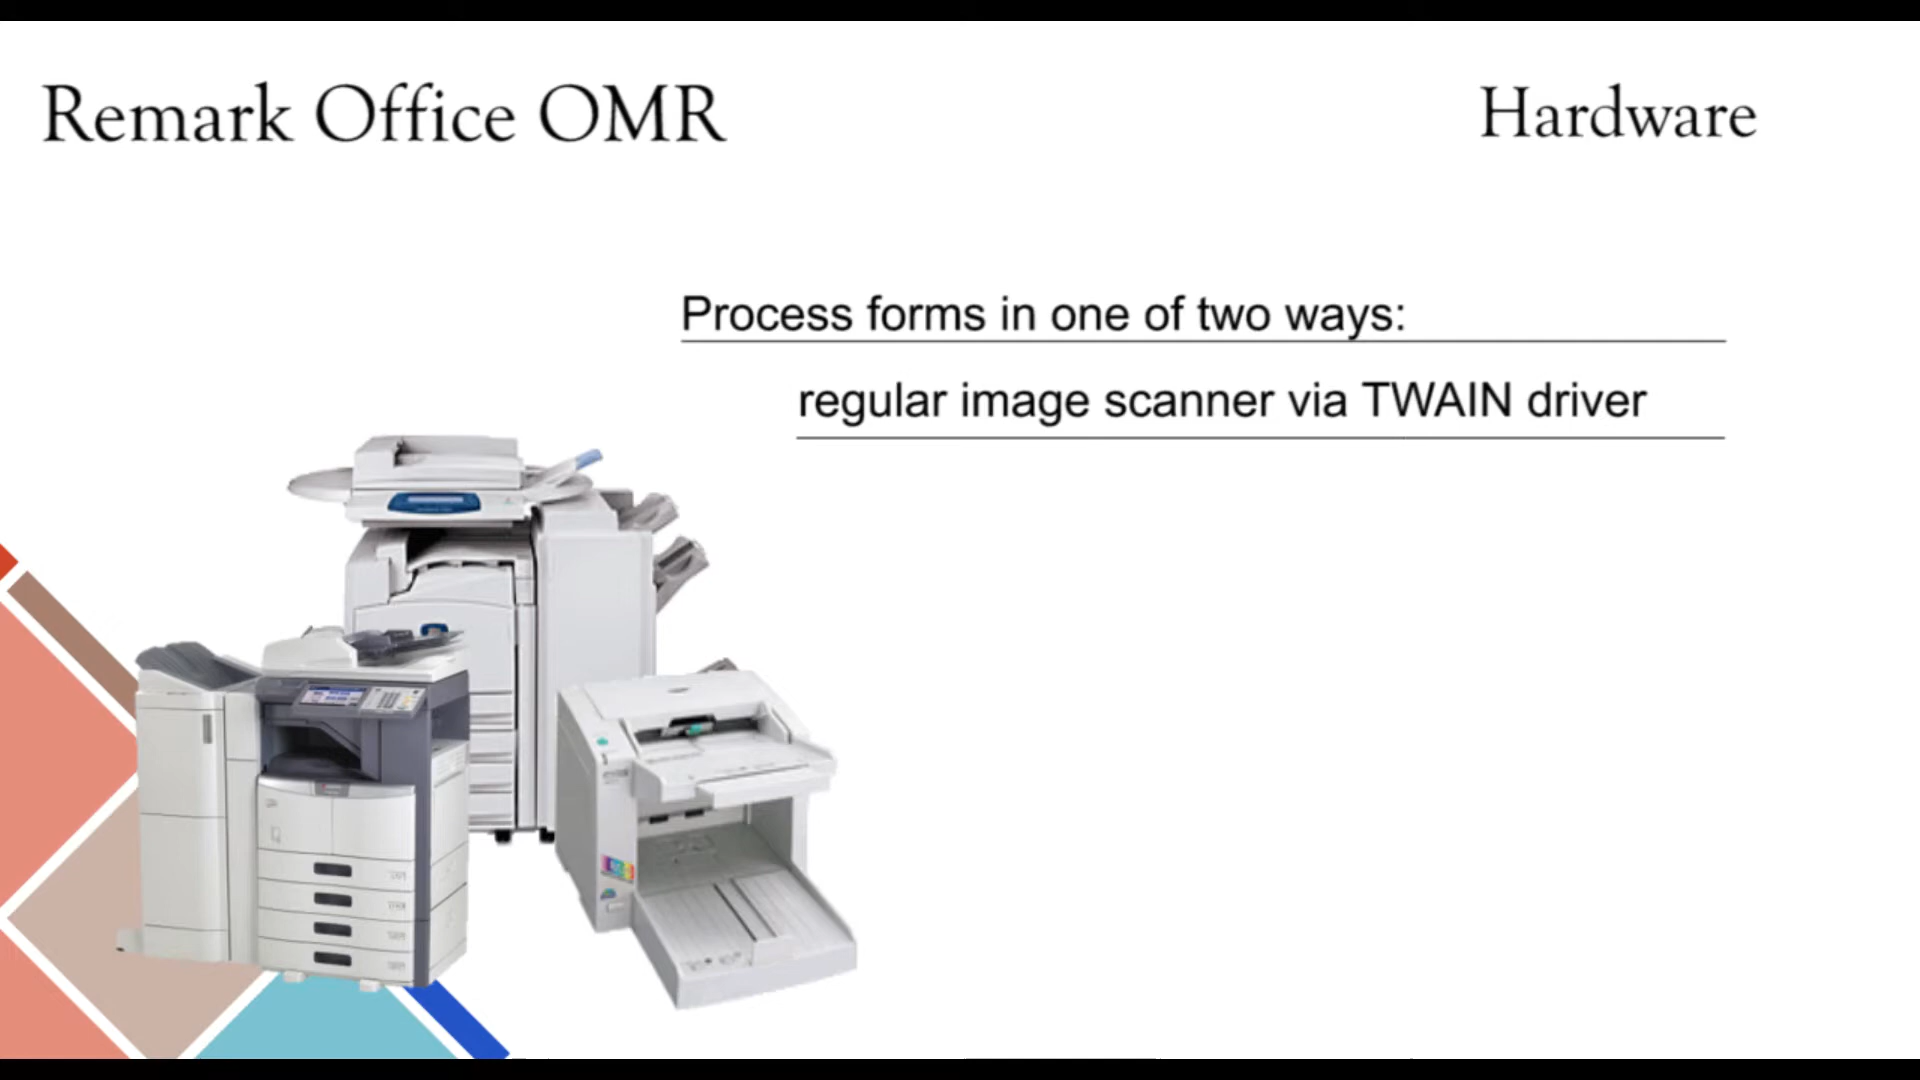 Remark Office OMR
Hardware
Process forms in one of two ways:
regular image scanner via TWAIN driver